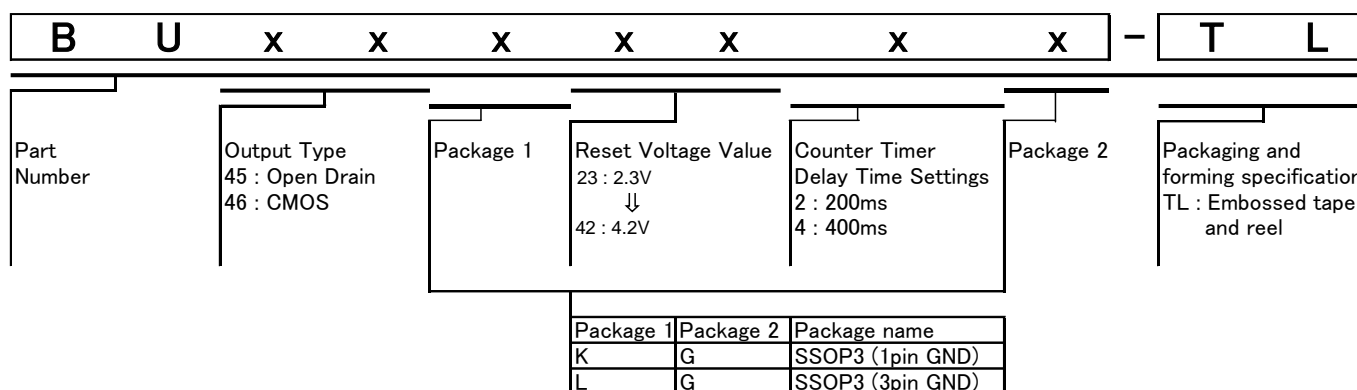 B U x x x x x x x - T L
Part Number
Output Type
45 : Open Drain
46 : CMOS
Package 1
Reset Voltage Value
23 : 2.3V
⇓
42 : 4.2V
Counter Timer
Delay Time Settings
2 : 200ms
4 : 400ms
Package 2
Packaging and
forming specification
TL : Embossed tape
and reel
Package 1 Package 2 Package name
K G SSOP3 (1pin GND)
L G SSOP3 (3pin GND)